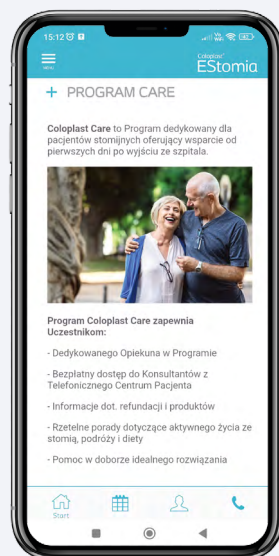 15:12
MENU
Coloplast®
EStomia
+ PROGRAM CARE
Coloplast Care to Program dedykowany dla
pacjentów stomijnych oferujący wsparcie od
pierwszych dni po wyjściu ze szpitala.
Program Coloplast Care zapewnia
Uczestnikom:
- Dedykowanego Opiekuna w Programie
- Bezpłatny dostęp do Konsultantów z
Telefonicznego Centrum Pacjenta
- Informacje dot. refundacji i produktów
- Rzetelne porady dotyczące aktywnego życia ze
stomią, podróży i diety
- Pomoc w doborze idealnego rozwiązania
Start